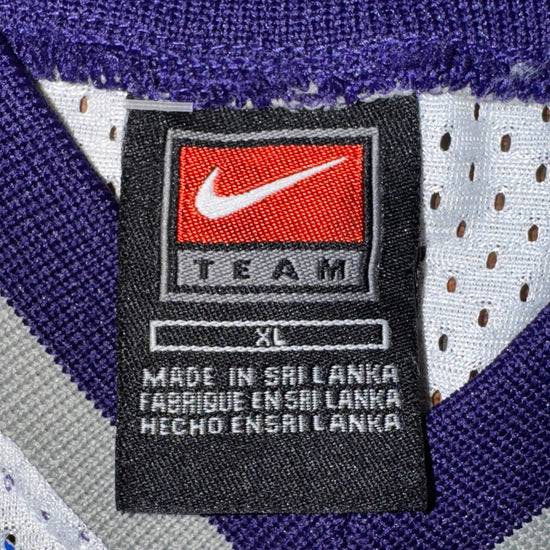 TEAM
XL
MADE IN SRI LANKA
FABRIQUE EN SRI LANKA
HECHO EN SRI LANKA